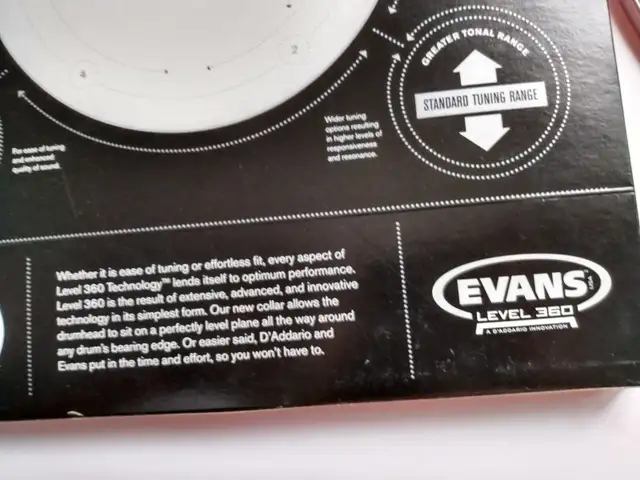 GREATER TONAL RANGE
STANDARD TUNING RANGE
2
4
For ease of tuning
and enhanced
quality of sound.
Wider tuning
options resulting
in higher levels of
responsiveness
and resonance.
Whether it is ease of tuning or effortless fit, every aspect of
Level 360 Technology™ lends itself to optimum performance.
Level 360 is the result of extensive, advanced, and innovative
technology in its simplest form. Our new collar allows the
drumhead to sit on a perfectly level plane all the way around
any drum's bearing edge. Or easier said, D'Addario and
Evans put in the time and effort, so you won't have to.
EVANS
LEVEL 360
A D'ADDARIO INNOVATION